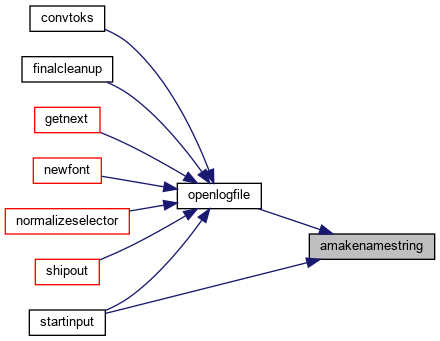 convtoks
finalcleanup
getnext
newfont
openlogfile
normalizeselector
amakenamestring
shipout
startinput